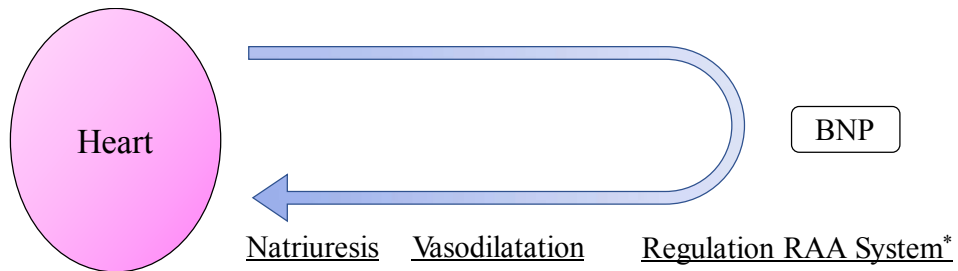 Heart
BNP
Natriuresis Vasodilatation Regulation RAA System*